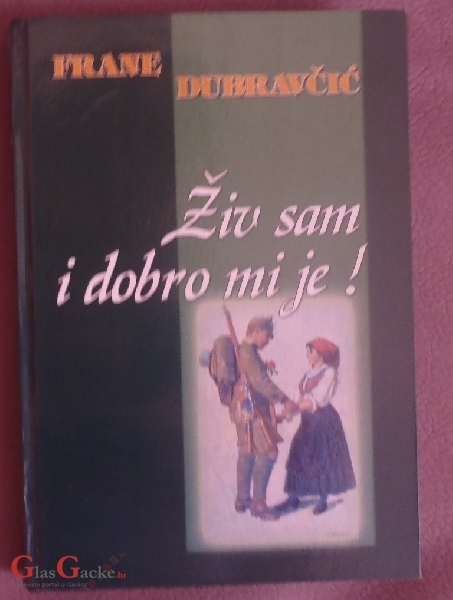 FRANE
DUBRAVČIĆ
Živ sam
i dobro mi je !
GlasGacke.hr